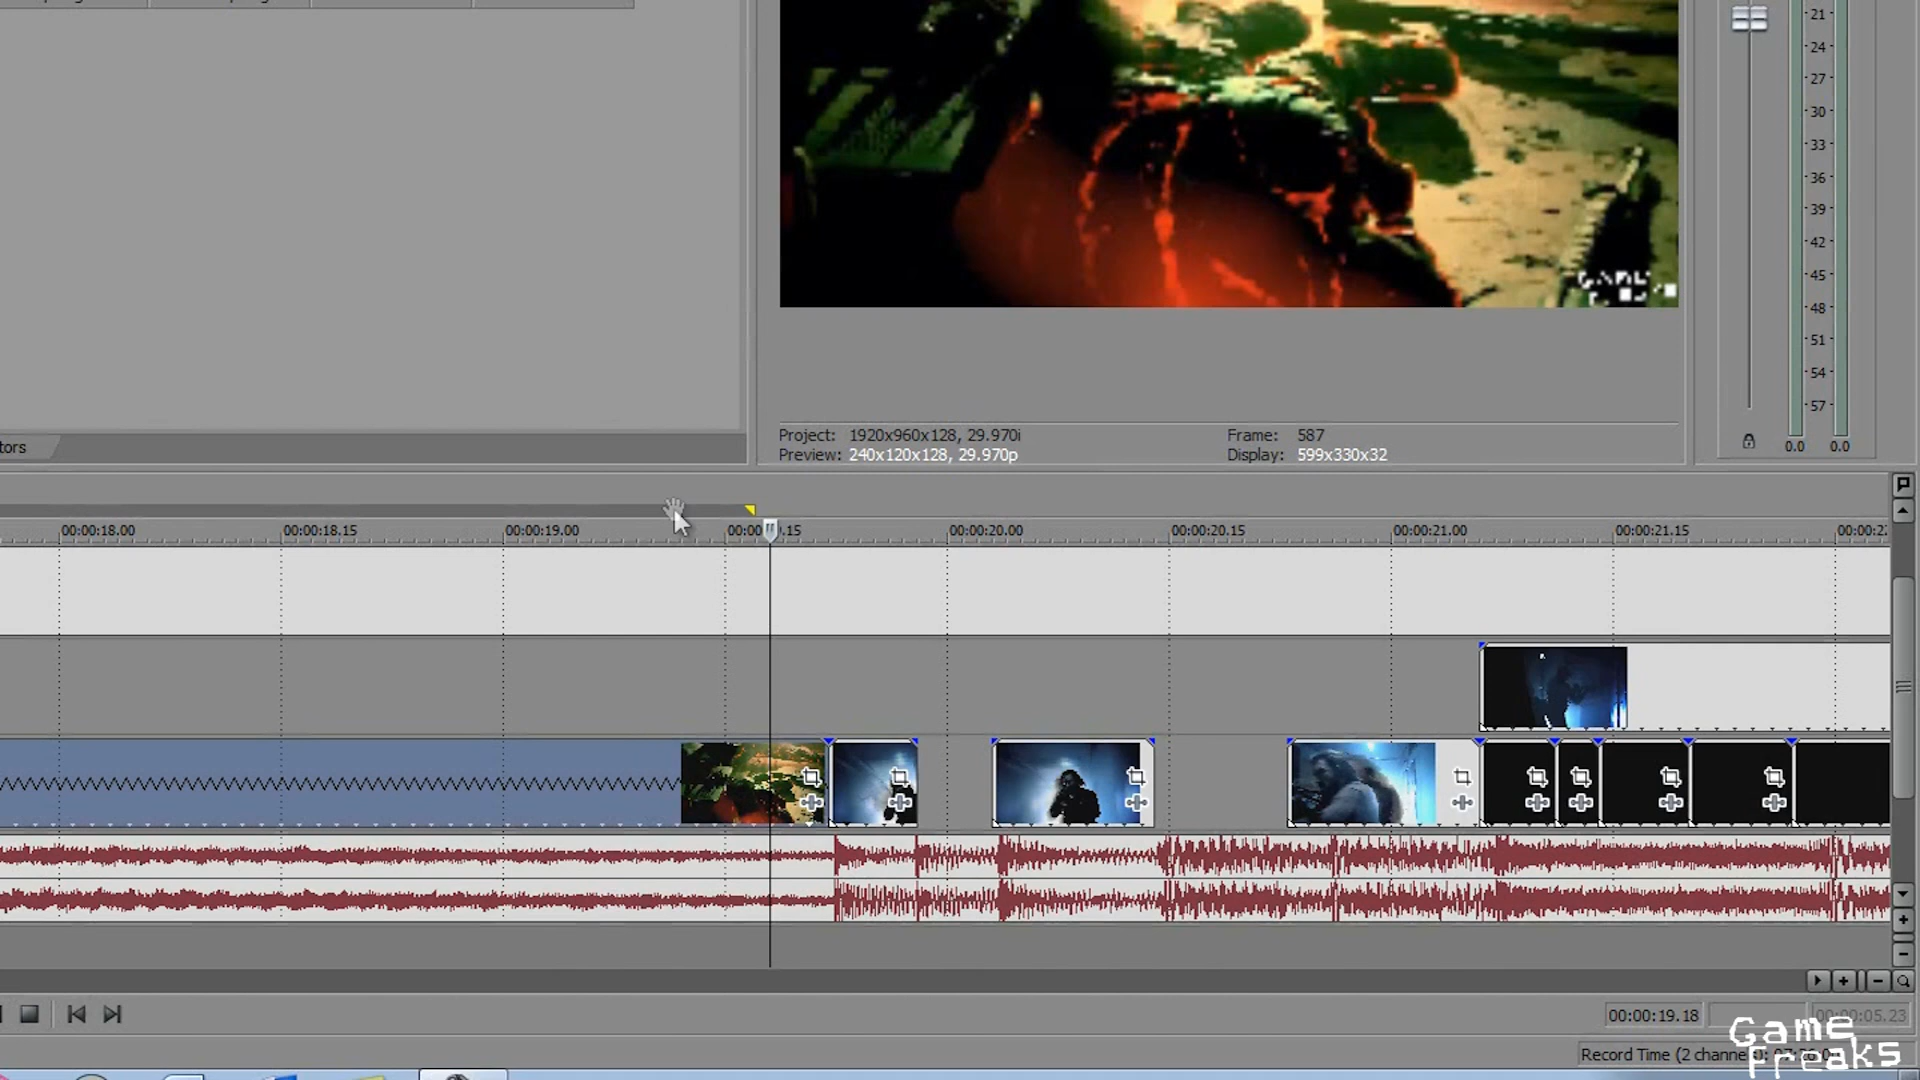 21
24
27
30
33
36
39
42
45
48
51
54
57
0.0 0.0
tors
Project: 1920x960x128, 29.970i
Preview: 240x120x128, 29.970p
Frame: 587
Display: 599x330x32
00:00:18.00 00:00:18.15 00:00:19.00 00:00 .15 00:00:20.00 00:00:20.15 00:00:21.00 00:00:21.15 00:00:2
00:00:19.18 00:00:05.23
Record Time (2 channels):
Game
Freaks